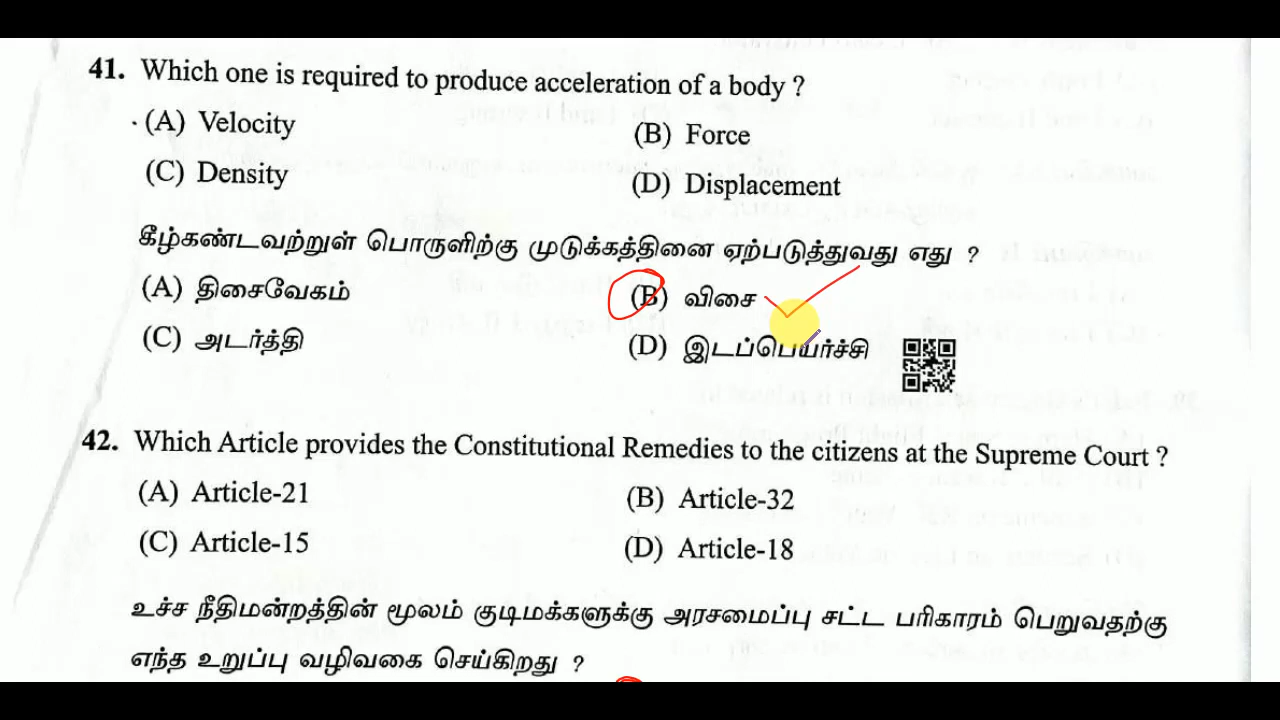 41. Which one is required to produce acceleration of a body ?
(A) Velocity (B) Force
(C) Density (D) Displacement
கீழ்கண்டவற்றுள் பொருளிற்கு முடுக்கத்தினை ஏற்படுத்துவது எது ?
(A) திசைவேகம் (B) விசை
(C) அடர்த்தி (D) இடப்பெயர்ச்சி
42. Which Article provides the Constitutional Remedies to the citizens at the Supreme Court ?
(A) Article-21 (B) Article-32
(C) Article-15 (D) Article-18
உச்ச நீதிமன்றத்தின் மூலம் குடிமக்களுக்கு அரசமைப்பு சட்ட பரிகாரம் பெறுவதற்கு
எந்த உறுப்பு வழிவகை செய்கிறது ?